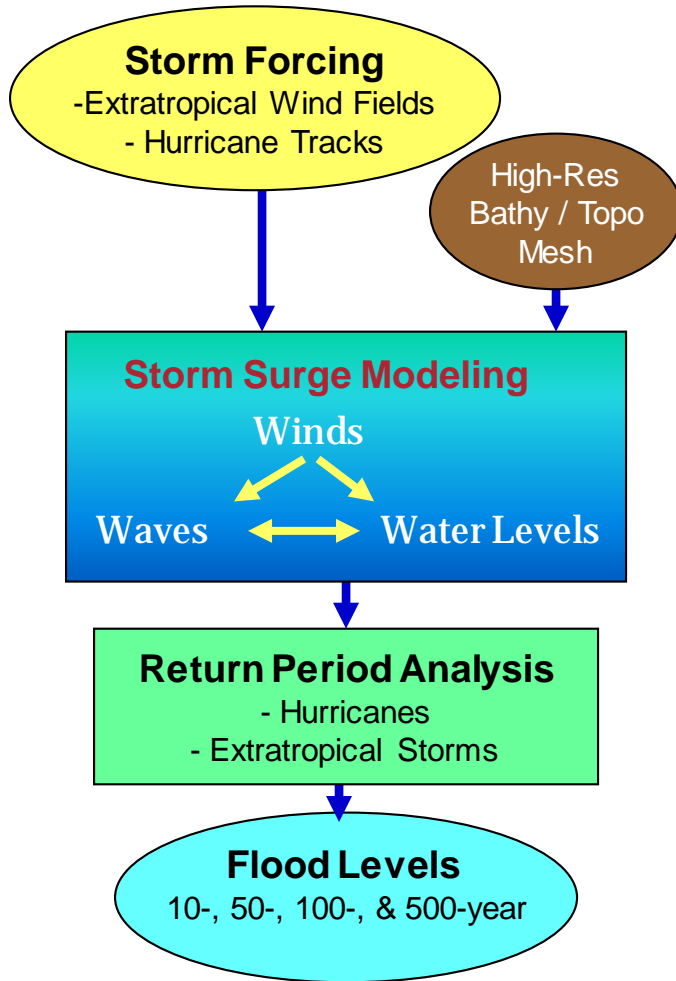 Storm Forcing
-Extratropical Wind Fields
- Hurricane Tracks
High-Res
Bathy / Topo
Mesh
Storm Surge Modeling
Winds
Waves
Water Levels
Return Period Analysis
- Hurricanes
- Extratropical Storms
Flood Levels
10-, 50-, 100-, & 500-year